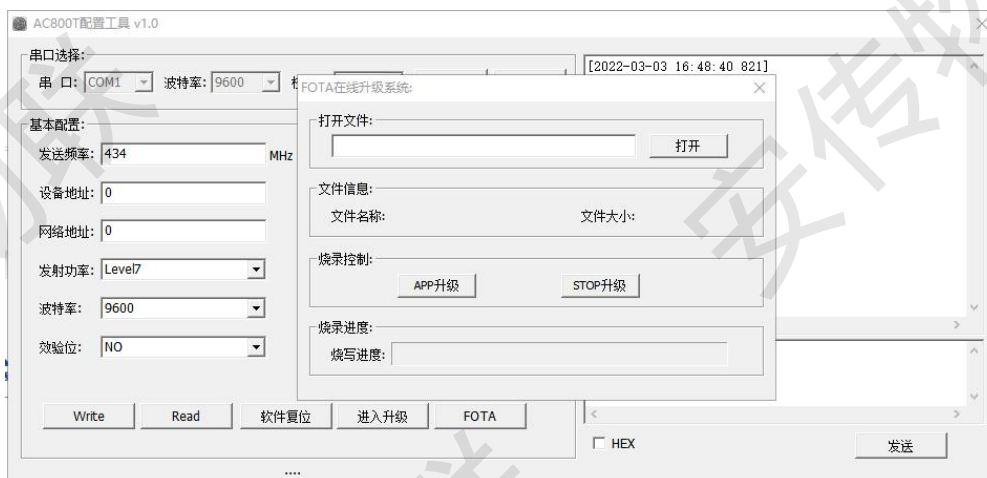 AC800T配置工具 v1.0
串口选择:
串 口: COM1 波特率: 9600
[2022-03-03 16:48:40 821]
FOTA在线升级系统:
基本配置:
发送频率: 434 MHz
设备地址: 0
网络地址: 0
发射功率: Level7
波特率: 9600
效验位: NO
打开文件:
打开
文件信息:
文件名称: 文件大小:
烧录控制:
APP升级 STOP升级
烧录进度:
烧写进度:
Write Read 软件复位 进入升级 FOTA
HEX 发送
....
安传物
联
联